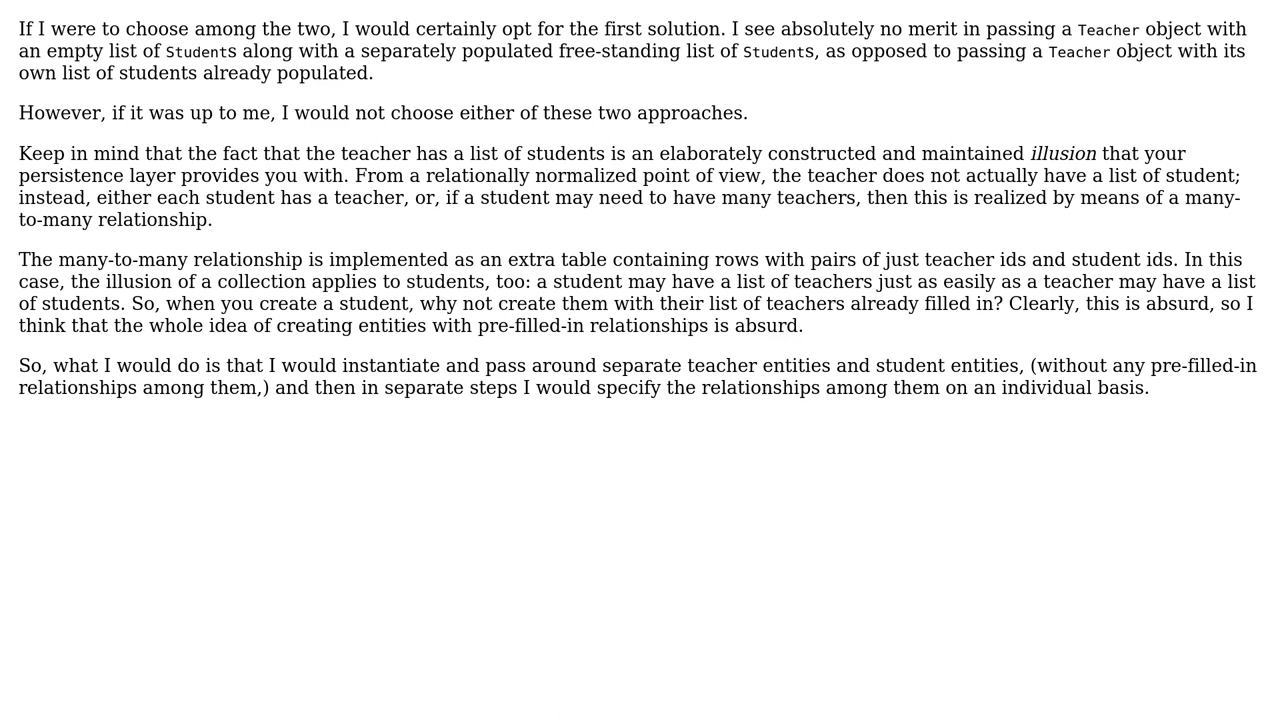 If I were to choose among the two, I would certainly opt for the first solution. I see absolutely no merit in passing a Teacher object with
an empty list of Students along with a separately populated free-standing list of Students, as opposed to passing a Teacher object with its
own list of students already populated.
However, if it was up to me, I would not choose either of these two approaches.
Keep in mind that the fact that the teacher has a list of students is an elaborately constructed and maintained illusion that your
persistence layer provides you with. From a relationally normalized point of view, the teacher does not actually have a list of student;
instead, either each student has a teacher, or, if a student may need to have many teachers, then this is realized by means of a many-
to-many relationship.
The many-to-many relationship is implemented as an extra table containing rows with pairs of just teacher ids and student ids. In this
case, the illusion of a collection applies to students, too: a student may have a list of teachers just as easily as a teacher may have a list
of students. So, when you create a student, why not create them with their list of teachers already filled in? Clearly, this is absurd, so I
think that the whole idea of creating entities with pre-filled-in relationships is absurd.
So, what I would do is that I would instantiate and pass around separate teacher entities and student entities, (without any pre-filled-in
relationships among them,) and then in separate steps I would specify the relationships among them on an individual basis.